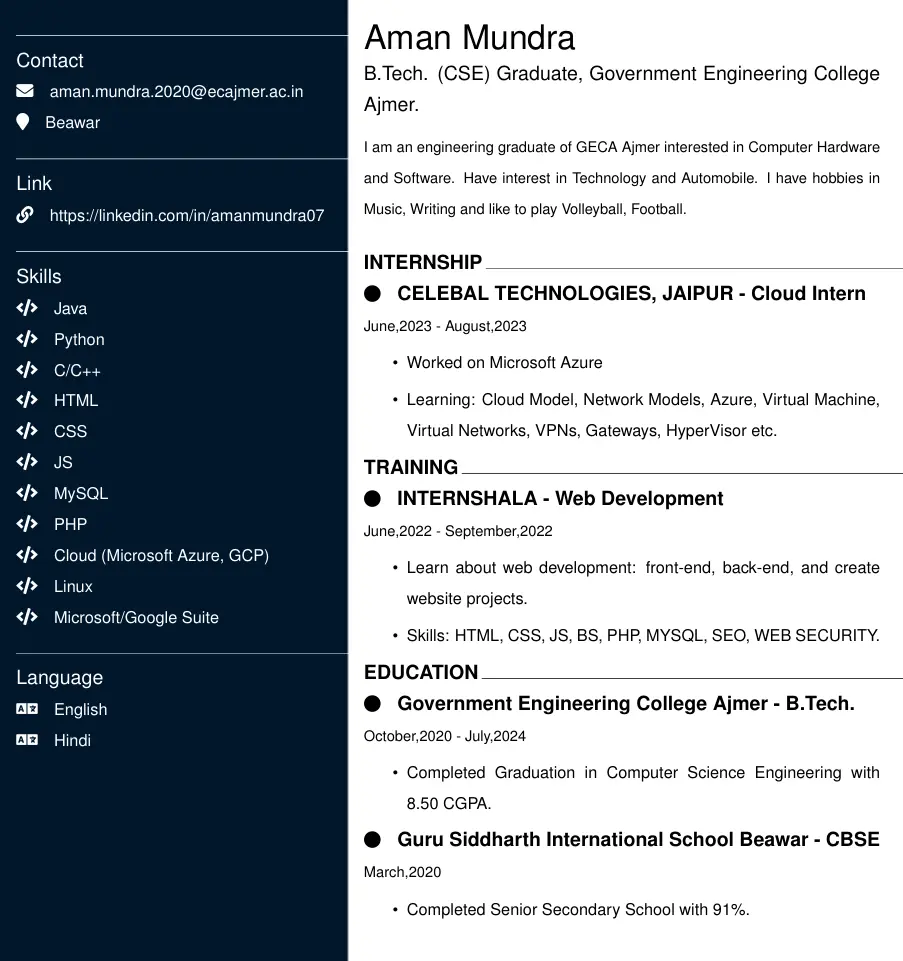 Contact
aman.mundra.2020@ecajmer.ac.in
Beawar
Link
https://linkedin.com/in/amanmundra07
Skills
Java
Python
C/C++
HTML
CSS
JS
MySQL
PHP
Cloud (Microsoft Azure, GCP)
Linux
Microsoft/Google Suite
Language
English
Hindi
Aman Mundra
B.Tech. (CSE) Graduate, Government Engineering College
Ajmer.
I am an engineering graduate of GECA Ajmer interested in Computer Hardware
and Software. Have interest in Technology and Automobile. I have hobbies in
Music, Writing and like to play Volleyball, Football.
INTERNSHIP
● CELEBAL TECHNOLOGIES, JAIPUR - Cloud Intern
June,2023 - August,2023
• Worked on Microsoft Azure
• Learning: Cloud Model, Network Models, Azure, Virtual Machine,
Virtual Networks, VPNs, Gateways, HyperVisor etc.
TRAINING
● INTERNSHALA - Web Development
June,2022 - September,2022
• Learn about web development: front-end, back-end, and create
website projects.
• Skills: HTML, CSS, JS, BS, PHP, MYSQL, SEO, WEB SECURITY.
EDUCATION
● Government Engineering College Ajmer - B.Tech.
October,2020 - July,2024
• Completed Graduation in Computer Science Engineering with
8.50 CGPA.
● Guru Siddharth International School Beawar - CBSE
March,2020
• Completed Senior Secondary School with 91%.